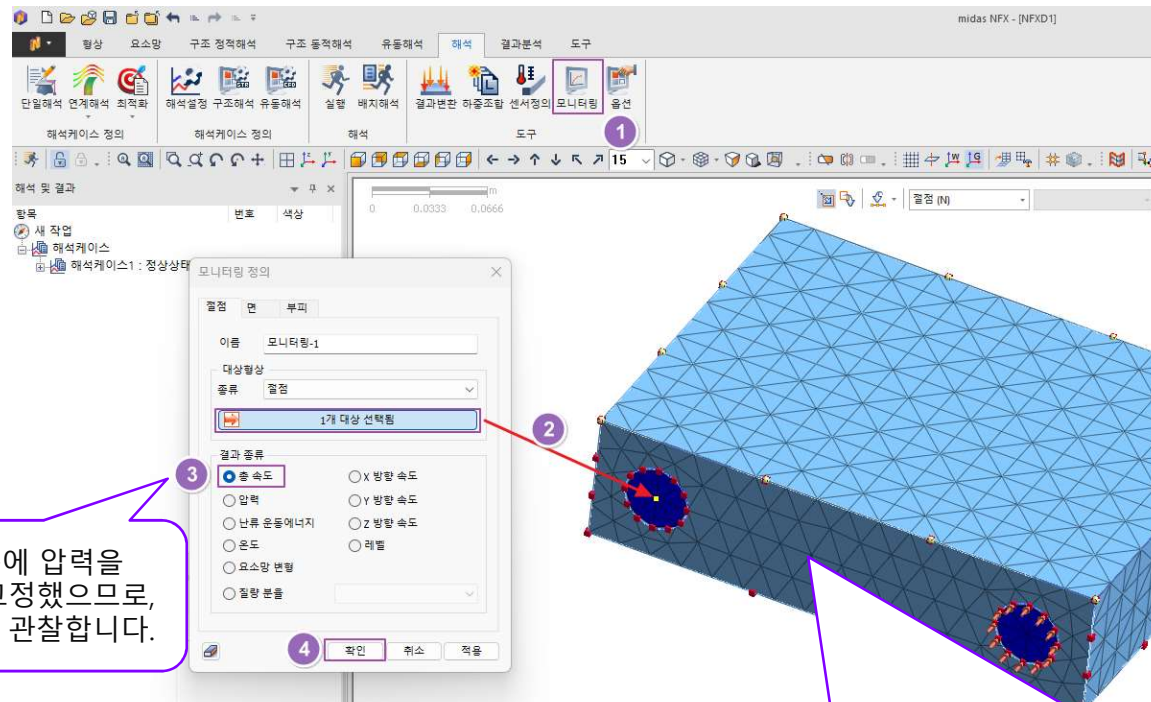 midas NFX - [NFXD1]
형상 요소망 구조 정적해석 구조 동적해석 유동해석 해석 결과분석 도구
단일해석 연계해석 최적화 해석설정 구조해석 유동해석 실행 배치해석 결과변환 하중조합 센서정의 모니터링 옵션
해석케이스 정의 해석케이스 정의 해석 도구
1
15
해석 및 결과
항목 번호 색상
새 작업
해석케이스
해석케이스1 : 정상상태
m
0 0.0333 0.0666
절점 (N)
모니터링 정의
절점 면 부피
이름 모니터링-1
대상형상
종류 절점
1개 대상 선택됨
2
결과 종류
3
총 속도 X 방향 속도
압력 Y 방향 속도
난류 운동에너지 Z 방향 속도
온도 레벨
요소망 변형
질량 분율
4
확인 취소 적용
에 압력을
고정했으므로,
관찰합니다.